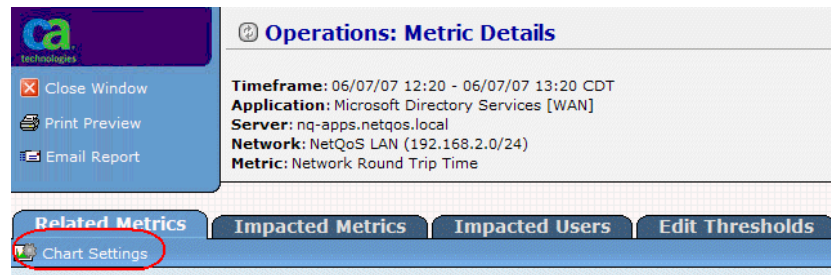 ca
technologies
Operations: Metric Details
Close Window
Print Preview
Email Report
Timeframe: 06/07/07 12:20 - 06/07/07 13:20 CDT
Application: Microsoft Directory Services [WAN]
Server: nq-apps.netqos.local
Network: NetQoS LAN (192.168.2.0/24)
Metric: Network Round Trip Time
Related Metrics Impacted Metrics Impacted Users Edit Thresholds
Chart Settings